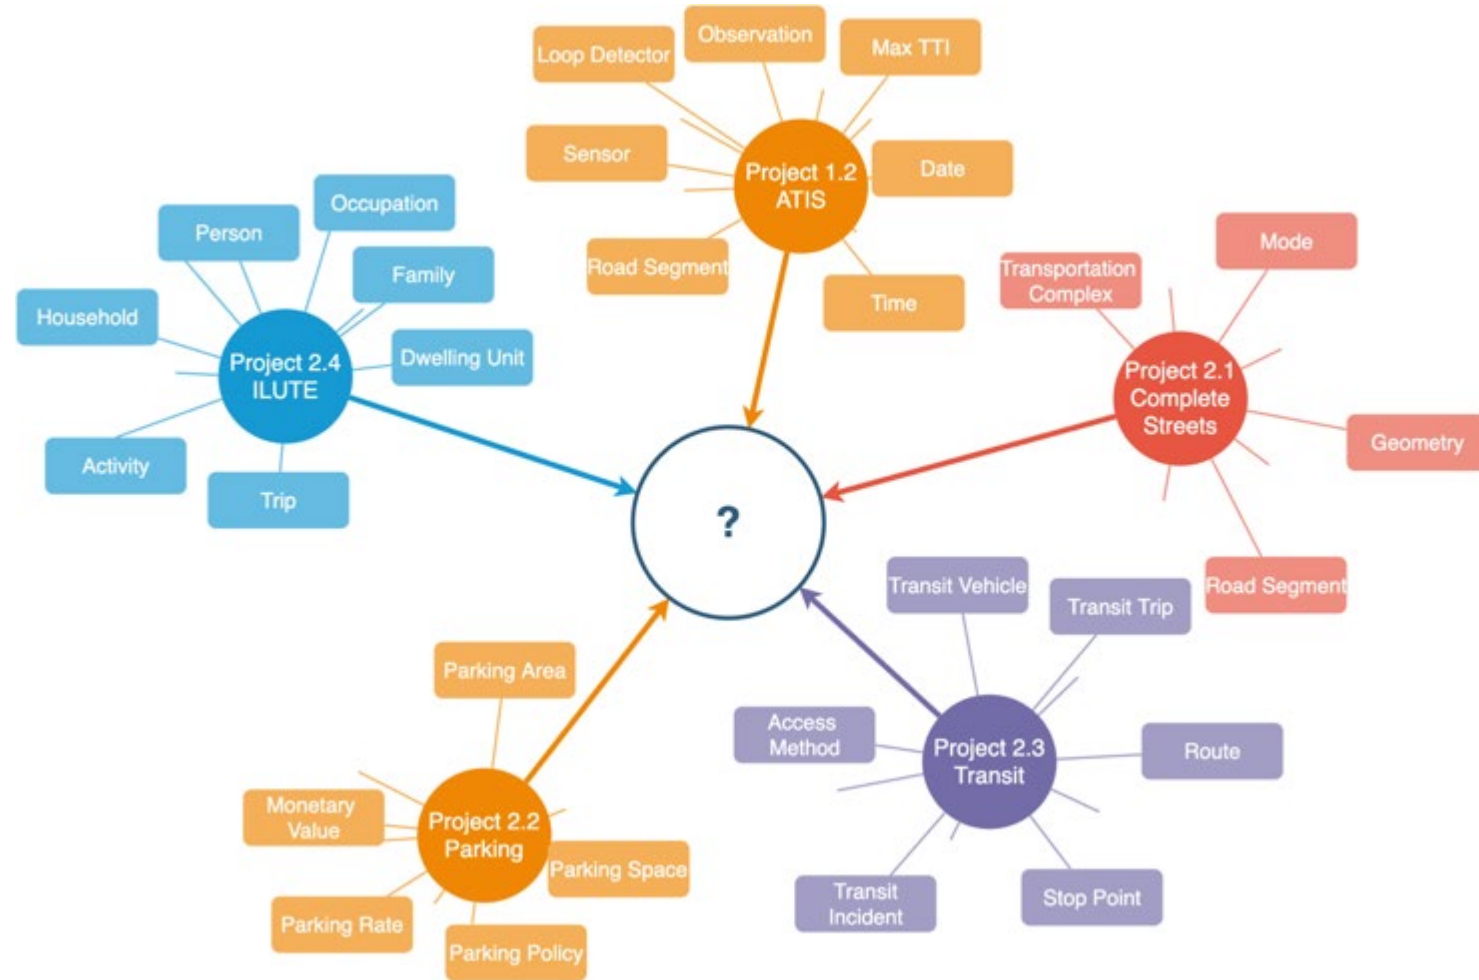 Loop Detector
Observation
Max TTI
Sensor
Project 1.2
ATIS
Date
Road Segment
Time
Person
Occupation
Family
Household
Project 2.4
ILUTE
Dwelling Unit
Activity
Trip
Transportation
Complex
Mode
Project 2.1
Complete
Streets
Geometry
Road Segment
?
Transit Vehicle
Transit Trip
Access
Method
Project 2.3
Transit
Route
Transit
Incident
Stop Point
Parking Area
Monetary
Value
Project 2.2
Parking
Parking Space
Parking Rate
Parking Policy